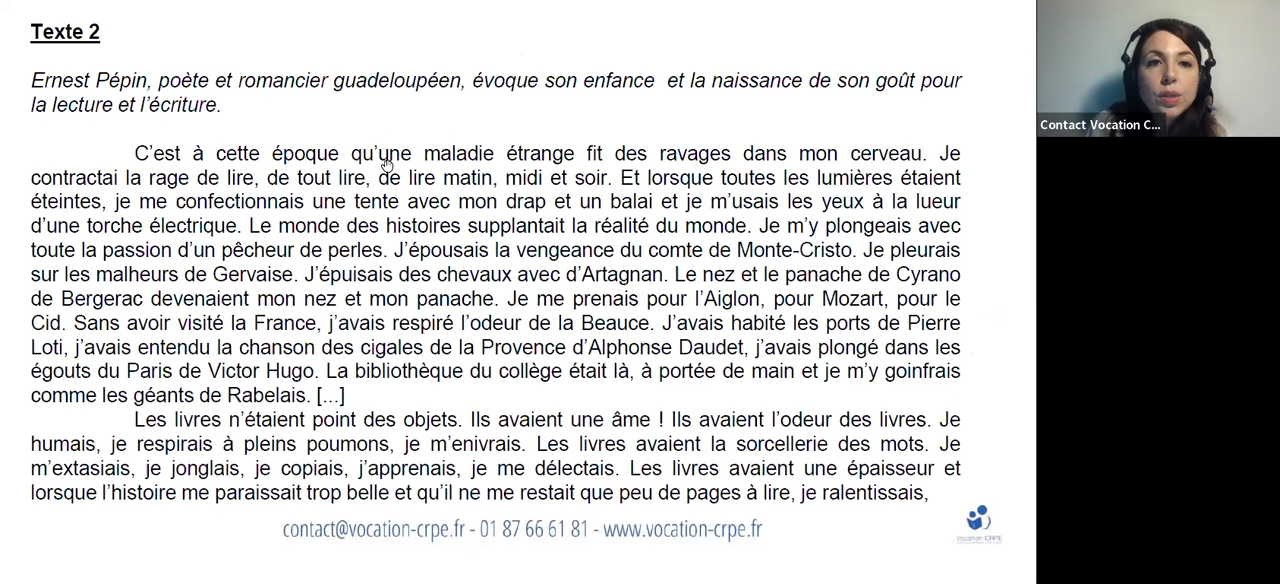 Texte 2
Ernest Pépin, poète et romancier guadeloupéen, évoque son enfance et la naissance de son goût pour
la lecture et l'écriture.
C'est à cette époque qu'une maladie étrange fit des ravages dans mon cerveau. Je
contractai la rage de lire, de tout lire, de lire matin, midi et soir. Et lorsque toutes les lumières étaient
éteintes, je me confectionnais une tente avec mon drap et un balai et je m'usais les yeux à la lueur
d'une torche électrique. Le monde des histoires supplantait la réalité du monde. Je m'y plongeais avec
toute la passion d'un pêcheur de perles. J'épousais la vengeance du comte de Monte-Cristo. Je pleurais
sur les malheurs de Gervaise. J'épuisais des chevaux avec d'Artagnan. Le nez et le panache de Cyrano
de Bergerac devenaient mon nez et mon panache. Je me prenais pour l'Aiglon, pour Mozart, pour le
Cid. Sans avoir visité la France, j'avais respiré l'odeur de la Beauce. J'avais habité les ports de Pierre
Loti, j'avais entendu la chanson des cigales de la Provence d'Alphonse Daudet, j'avais plongé dans les
égouts du Paris de Victor Hugo. La bibliothèque du collège était là, à portée de main et je m'y goinfrais
comme les géants de Rabelais. [...]
Les livres n'étaient point des objets. Ils avaient une âme ! Ils avaient l'odeur des livres. Je
humais, je respirais à pleins poumons, je m'enivrais. Les livres avaient la sorcellerie des mots. Je
m'extasiais, je jonglais, je copiais, j'apprenais, je me délectais. Les livres avaient une épaisseur et
lorsque l'histoire me paraissait trop belle et qu'il ne me restait que peu de pages à lire, je ralentissais,
contact@vocation-crpe.fr - 01 87 66 61 81 - www.vocation-crpe.fr
Vocation CRPE
Contact Vocation C...